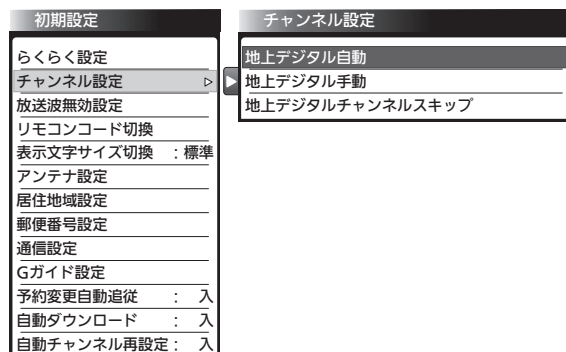 初期設定
らくらく設定
チャンネル設定
放送波無効設定
リモコンコード切換
表示文字サイズ切換 : 標準
アンテナ設定
居住地域設定
郵便番号設定
通信設定
Gガイド設定
予約変更自動追従 : 入
自動ダウンロード : 入
自動チャンネル再設定 : 入
チャンネル設定
地上デジタル自動
地上デジタル手動
地上デジタルチャンネルスキップ